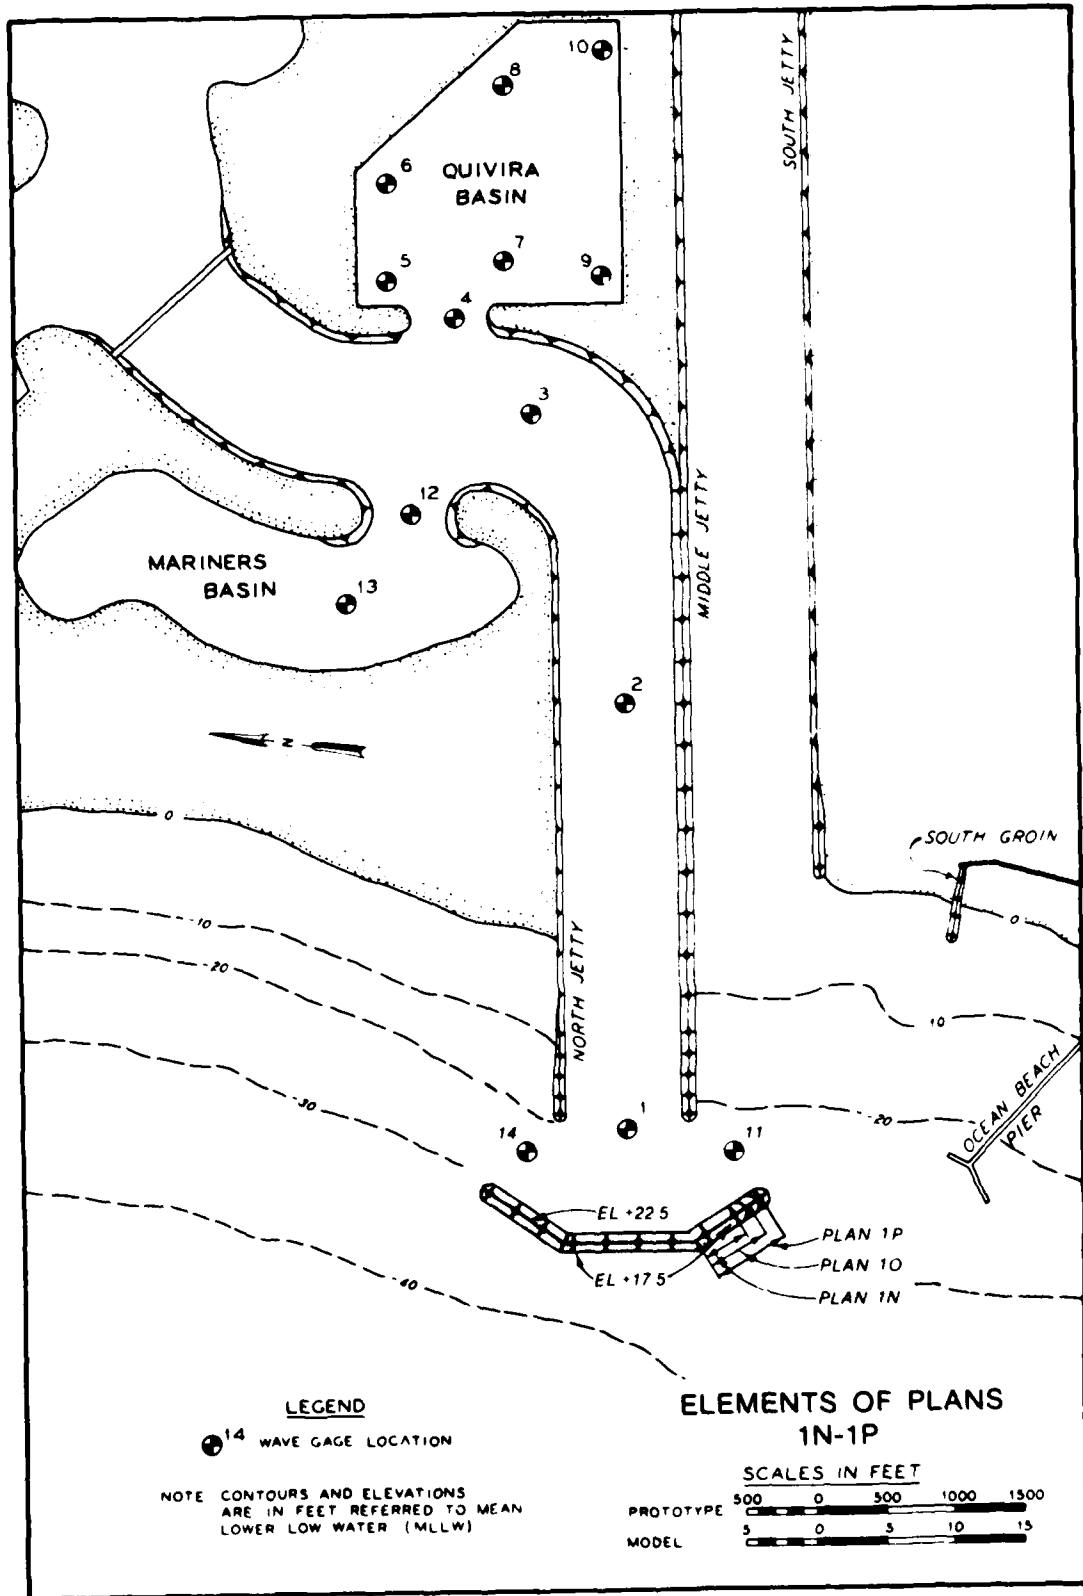 10
8
SOUTH JETTY
6
QUIVIRA
BASIN
7
5
9
4
3
12
MIDDLE JETTY
MARINERS
BASIN
13
2
N
0
SOUTH GROIN
0
-10
-20
NORTH JETTY
10
OCEAN BEACH
PIER
-30
-20
1
14
11
EL +22 5
PLAN 1P
EL +17 5
PLAN 1O
-40
PLAN 1N
LEGEND
14 WAVE GAGE LOCATION
NOTE CONTOURS AND ELEVATIONS
ARE IN FEET REFERRED TO MEAN
LOWER LOW WATER (MLLW)
ELEMENTS OF PLANS
1N-1P
SCALES IN FEET
PROTOTYPE 500 0 500 1000 1500
MODEL 5 0 5 10 15